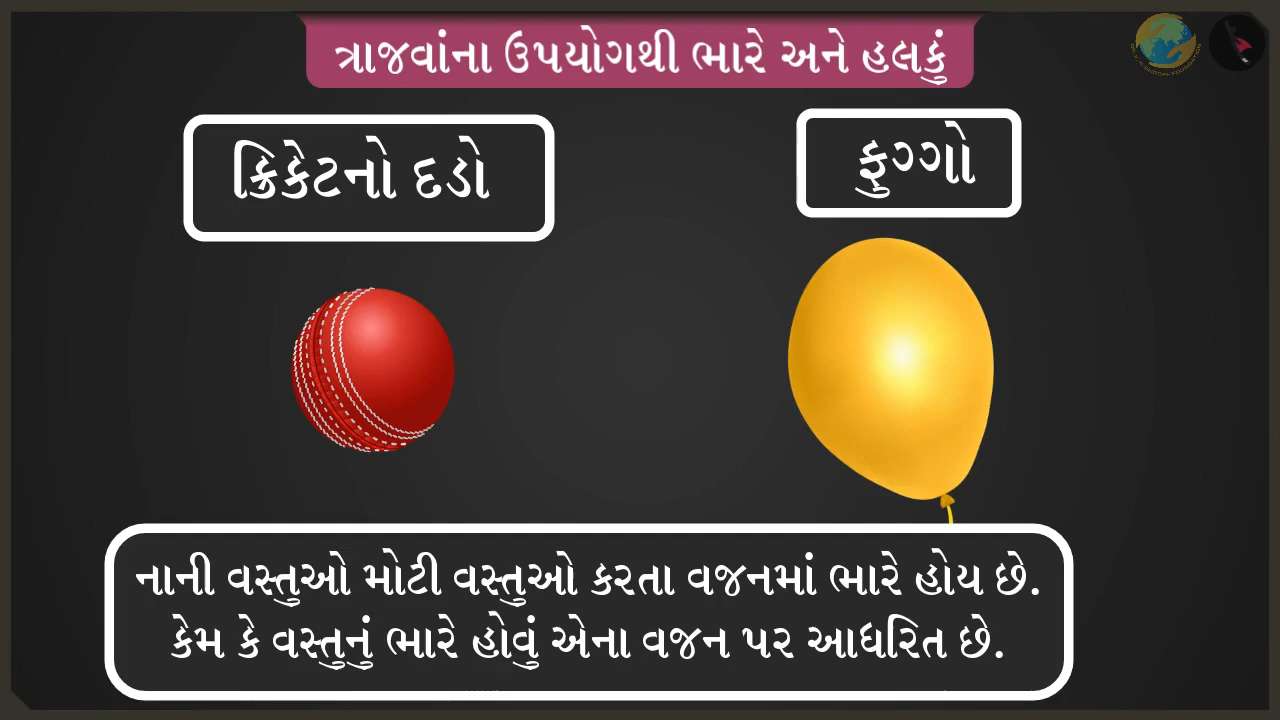 ત્રાજવાંના ઉપયોગથી ભારે અને હલકું
ક્રિકેટનો દડો
ફુગ્ગો
નાની વસ્તુઓ મોટી વસ્તુઓ કરતા વજનમાં ભારે હોય છે.
કેમ કે વસ્તુનું ભારે હોવું એના વજન પર આધરિત છે.